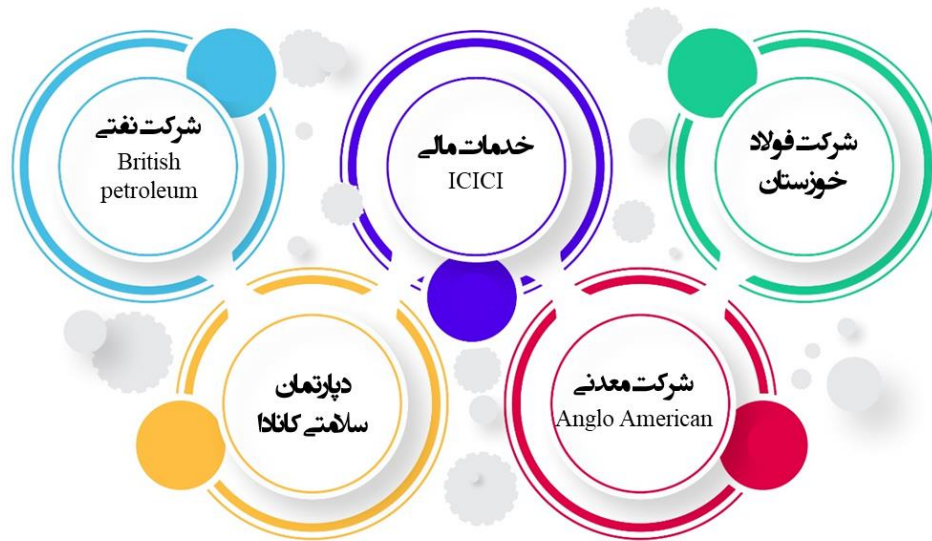 شرکت فولاد
خوزستان
خدمات مالی
ICICI
شرکت نفتی
British
petroleum
شرکت معدنی
Anglo American
دپارتمان
سلامتی کانادا